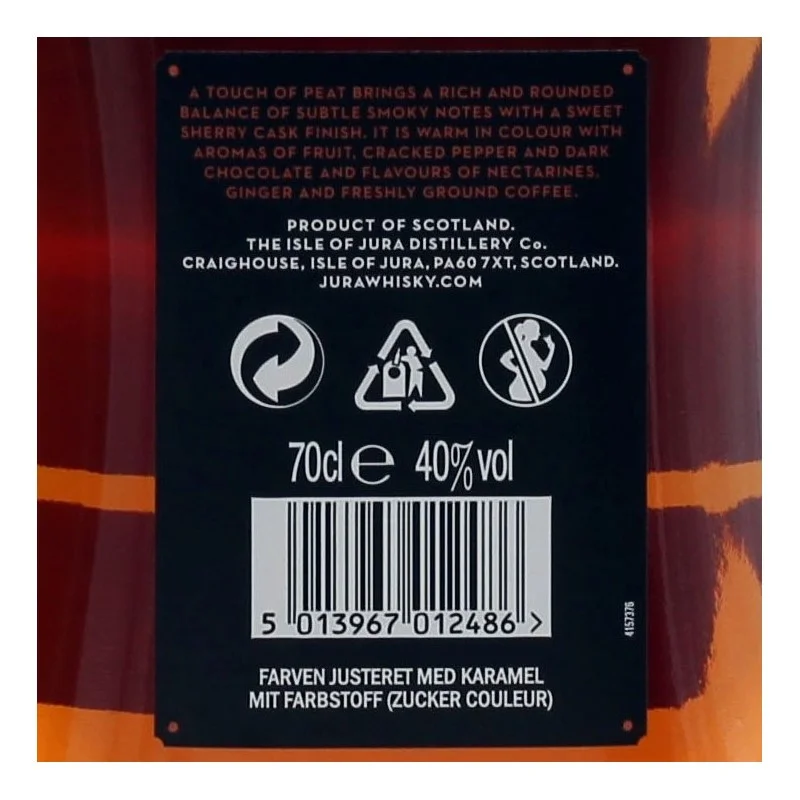 A TOUCH OF PEAT BRINGS A RICH AND ROUNDED
BALANCE OF SUBTLE SMOKY NOTES WITH A SWEET
SHERRY CASK FINISH. IT IS WARM IN COLOUR WITH
AROMAS OF FRUIT, CRACKED PEPPER AND DARK
CHOCOLATE AND FLAVOURS OF NECTARINES,
GINGER AND FRESHLY GROUND COFFEE.
PRODUCT OF SCOTLAND.
THE ISLE OF JURA DISTILLERY Co.
CRAIGHOUSE, ISLE OF JURA, PA60 7XT, SCOTLAND.
JURAWHISKY.COM
70cl e 40% vol
5 013967 012486 >
4157376
FARVEN JUSTERET MED KARAMEL
MIT FARBSTOFF (ZUCKER COULEUR)